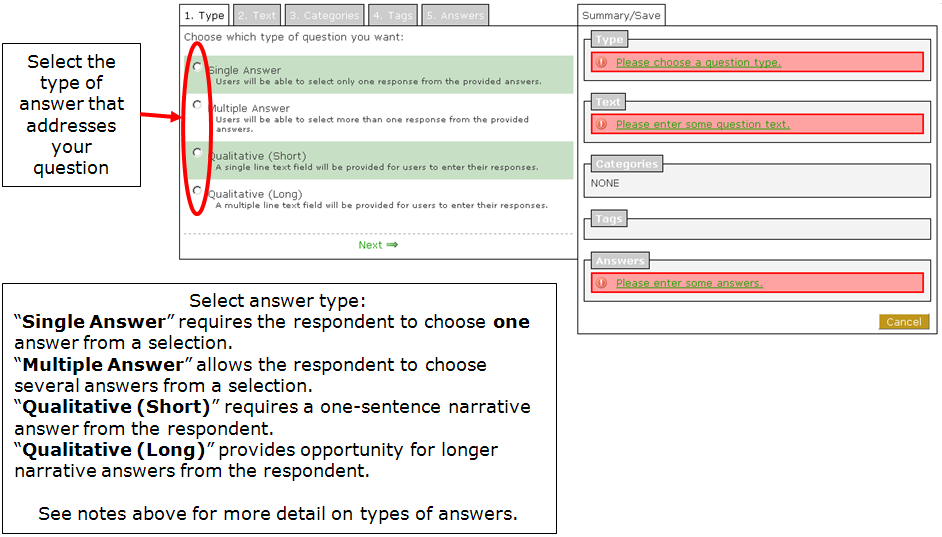 Select the
type of
answer that
addresses
your
question
1. Type
2. Text
3. Categories
4. Tags
5. Answers
Choose which type of question you want:
Single Answer
Users will be able to select only one response from the provided answers.
Multiple Answer
Users will be able to select more than one response from the provided
answers.
Qualitative (Short)
A single line text field will be provided for users to enter their responses.
Qualitative (Long)
A multiple line text field will be provided for users to enter their responses.
Next ⇒
Summary/Save
Type
Please choose a question type.
Text
Please enter some question text.
Categories
NONE
Tags
Answers
Please enter some answers.
Cancel
Select answer type:
“Single Answer” requires the respondent to choose one
answer from a selection.
“Multiple Answer” allows the respondent to choose
several answers from a selection.
“Qualitative (Short)” requires a one-sentence narrative
answer from the respondent.
“Qualitative (Long)” provides opportunity for longer
narrative answers from the respondent.
See notes above for more detail on types of answers.